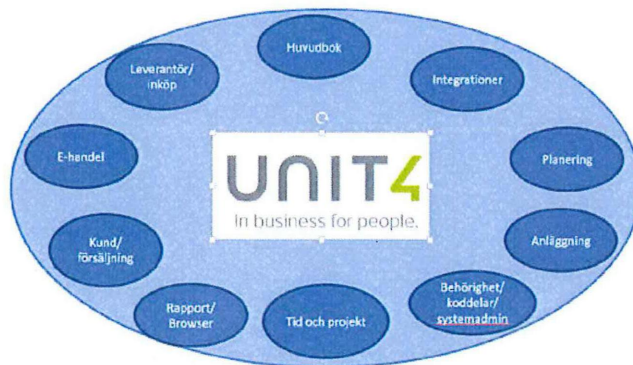 Huvudbok
Leverantör/
inköp
Integrationer
E-handel
Planering
UNIT4
In business for people.
Kund/
försäljning
Anläggning
Rapport/
Browser
Tid och projekt
Behörighet/
koddelar/
systemadmin